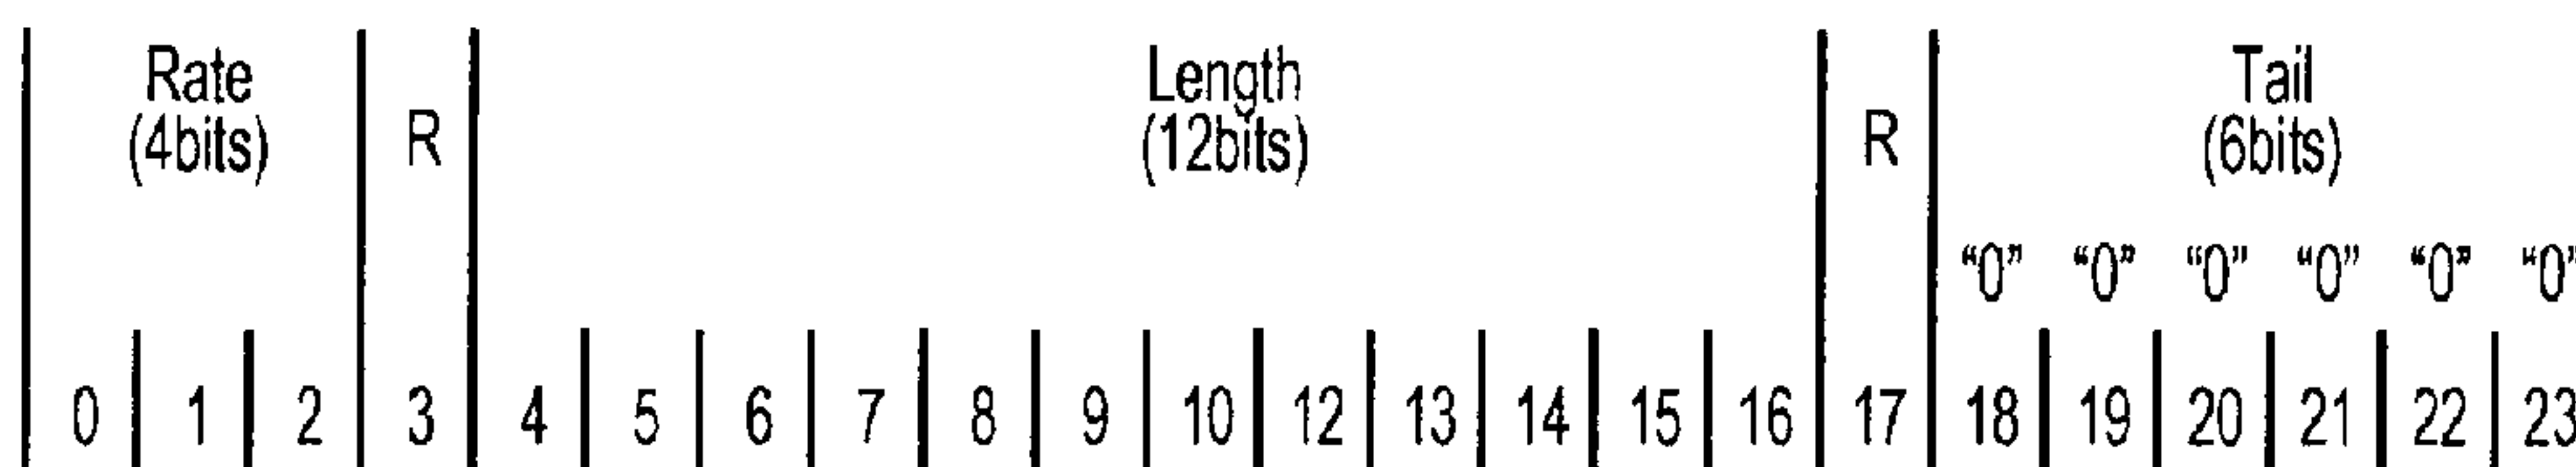 Rate
(4bits)
R
Length
(12bits)
R
Tail
(6bits)
“0” “0” “0” “0” “0” “0”
0 1 2 3 4 5 6 7 8 9 10 12 13 14 15 16 17 18 19 20 21 22 23